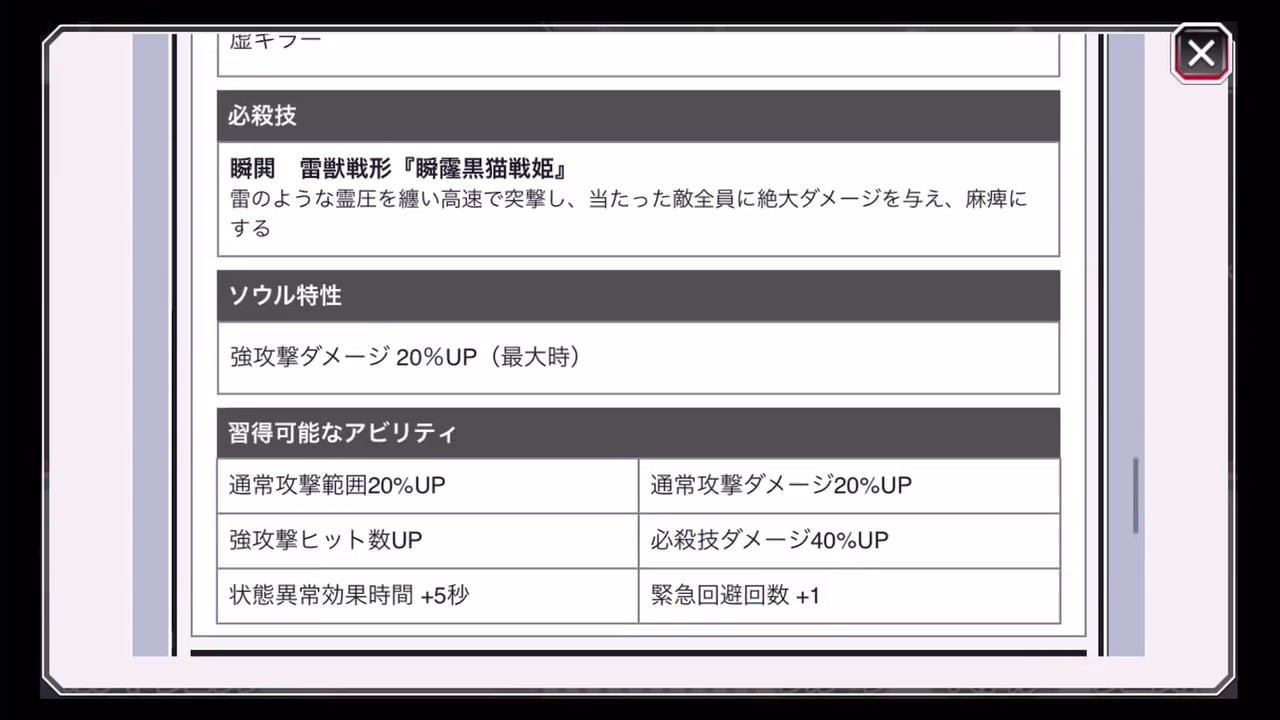 虚キラー
必殺技
瞬閧　雷獣戦形『瞬霳黒猫戦姫』
雷のような霊圧を纏い高速で突撃し、当たった敵全員に絶大ダメージを与え、麻痺に
する
ソウル特性
強攻撃ダメージ 20％UP（最大時）
習得可能なアビリティ
通常攻撃範囲20%UP
通常攻撃ダメージ20%UP
強攻撃ヒット数UP
必殺技ダメージ40%UP
状態異常効果時間 +5秒
緊急回避回数 +1